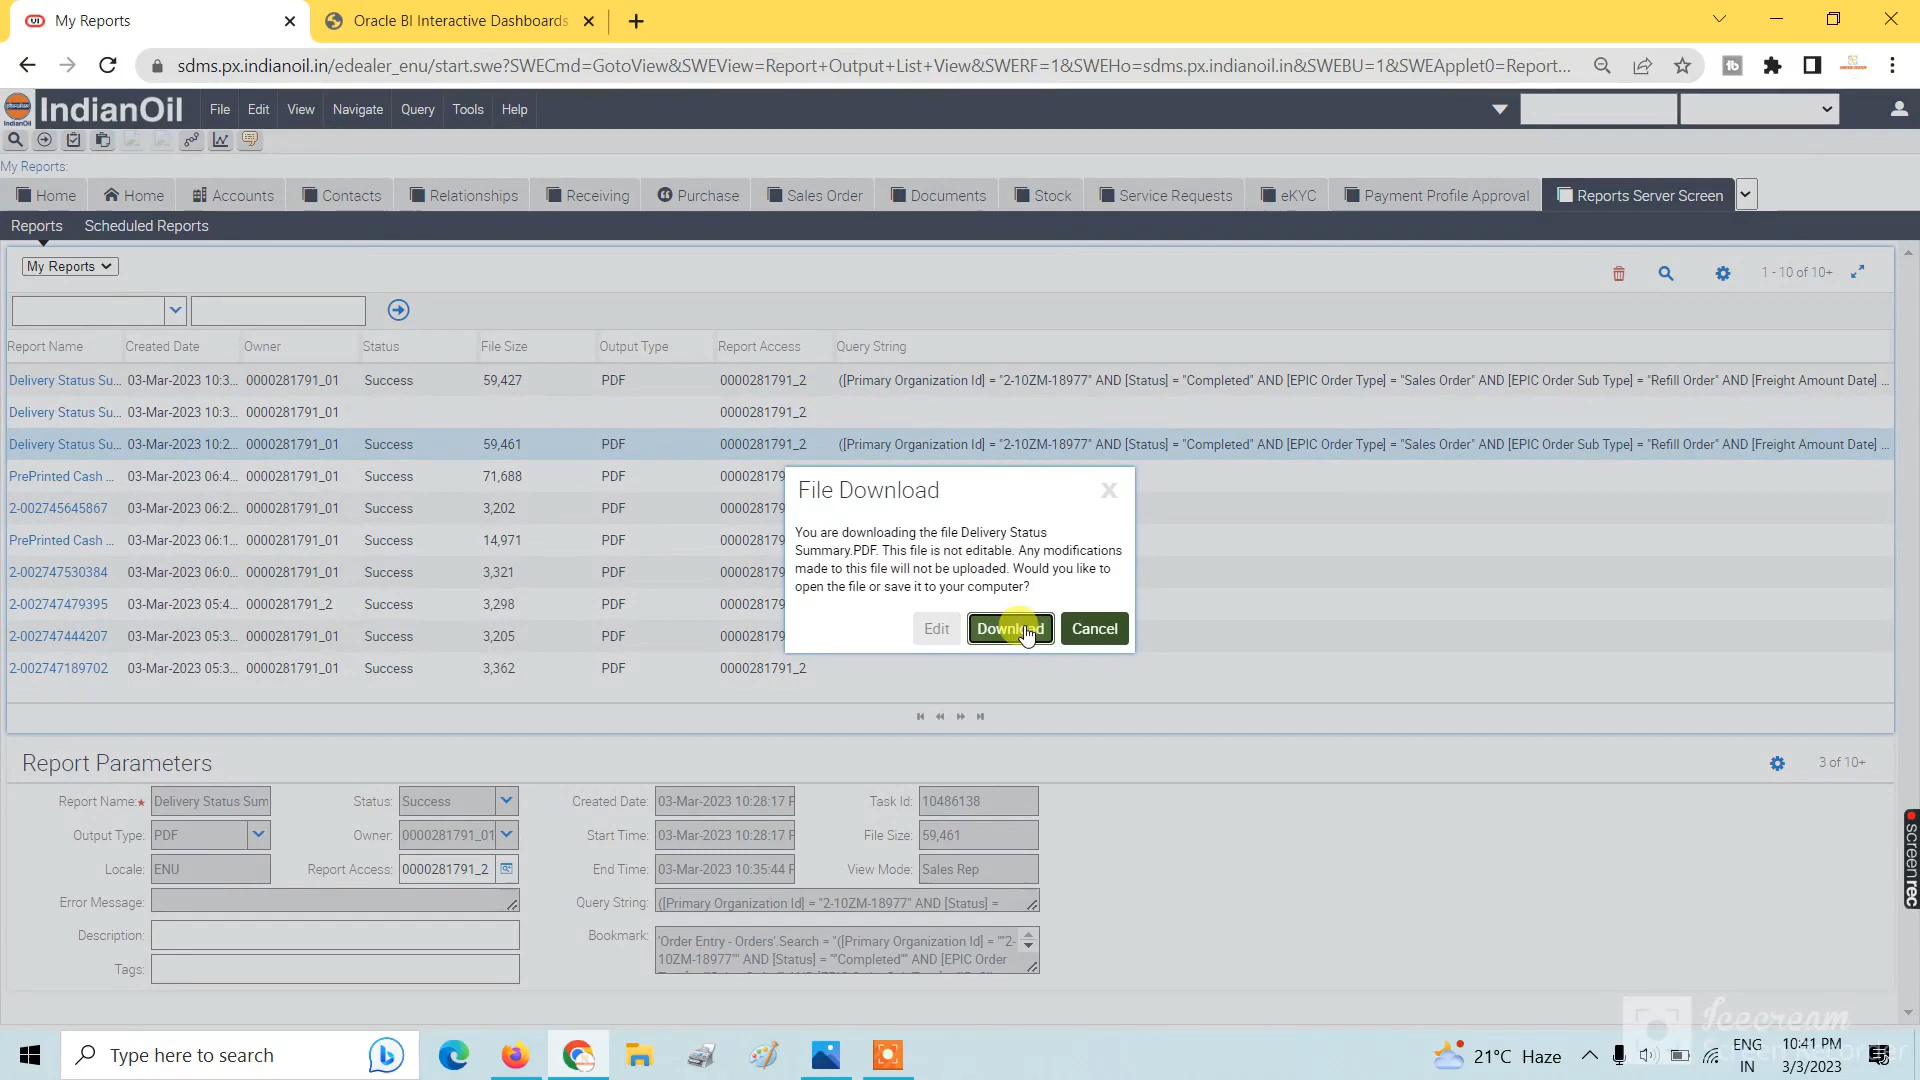 My Reports
Oracle BI Interactive Dashboards
sdms.px.indianoil.in/edealer_enu/start.swe?SWECmd=GotoView&SWEView=Report+Output+List+View&SWERF=1&SWEHo=sdms.px.indianoil.in&SWEBU=1&SWEApplet0=Report...
IndianOil File Edit View Navigate Query Tools Help
My Reports:
Home Home Accounts Contacts Relationships Receiving Purchase Sales Order Documents Stock Service Requests eKYC Payment Profile Approval Reports Server Screen
Reports Scheduled Reports
My Reports 1 - 10 of 10+
Report Name Created Date Owner Status File Size Output Type Report Access Query String
Delivery Status Su... 03-Mar-2023 10:3... 0000281791_01 Success 59,427 PDF 0000281791_2 ([Primary Organization Id] = "2-10ZM-18977" AND [Status] = "Completed" AND [EPIC Order Type] = "Sales Order" AND [EPIC Order Sub Type] = "Refill Order" AND [Freight Amount Date] ...
Delivery Status Su... 03-Mar-2023 10:3... 0000281791_01 0000281791_2
Delivery Status Su... 03-Mar-2023 10:2... 0000281791_01 Success 59,461 PDF 0000281791_2 ([Primary Organization Id] = "2-10ZM-18977" AND [Status] = "Completed" AND [EPIC Order Type] = "Sales Order" AND [EPIC Order Sub Type] = "Refill Order" AND [Freight Amount Date] ...
PrePrinted Cash ... 03-Mar-2023 06:4... 0000281791_01 Success 71,688 PDF 00002817
2-002745645867 03-Mar-2023 06:2... 0000281791_01 Success 3,202 PDF 00002817
PrePrinted Cash ... 03-Mar-2023 06:1... 0000281791_01 Success 14,971 PDF 00002817
2-002747530384 03-Mar-2023 06:0... 0000281791_01 Success 3,321 PDF 00002817
2-002747479395 03-Mar-2023 05:4... 0000281791_2 Success 3,298 PDF 00002817
2-002747444207 03-Mar-2023 05:3... 0000281791_01 Success 3,205 PDF 00002817
2-002747189702 03-Mar-2023 05:3... 0000281791_01 Success 3,362 PDF 0000281791_2
File Download X
You are downloading the file Delivery Status
Summary.PDF. This file is not editable. Any modifications
made to this file will not be uploaded. Would you like to
open the file or save it to your computer?
Edit Download Cancel
Report Parameters 3 of 10+
Report Name:* Delivery Status Sum Status: Success Created Date: 03-Mar-2023 10:28:17 Task Id: 10486138
Output Type: PDF Owner: 0000281791_01 Start Time: 03-Mar-2023 10:28:17 File Size: 59,461
Locale: ENU Report Access: 0000281791_2 End Time: 03-Mar-2023 10:35:44 View Mode: Sales Rep
Error Message: Query String: ([Primary Organization Id] = "2-10ZM-18977" AND [Status] =
Description: Bookmark: 'Order Entry - Orders'.Search = "([Primary Organization Id] = ""2-
10ZM-18977"" AND [Status] = ""Completed"" AND [EPIC Order
Tags:
screenrec
Icecream
Screen Recorder
Type here to search
21°C Haze
ENG
IN
10:41 PM
3/3/2023